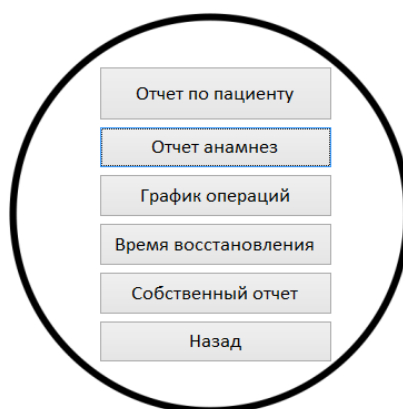 Отчет по пациенту
Отчет анамнез
График операций
Время восстановления
Собственный отчет
Назад